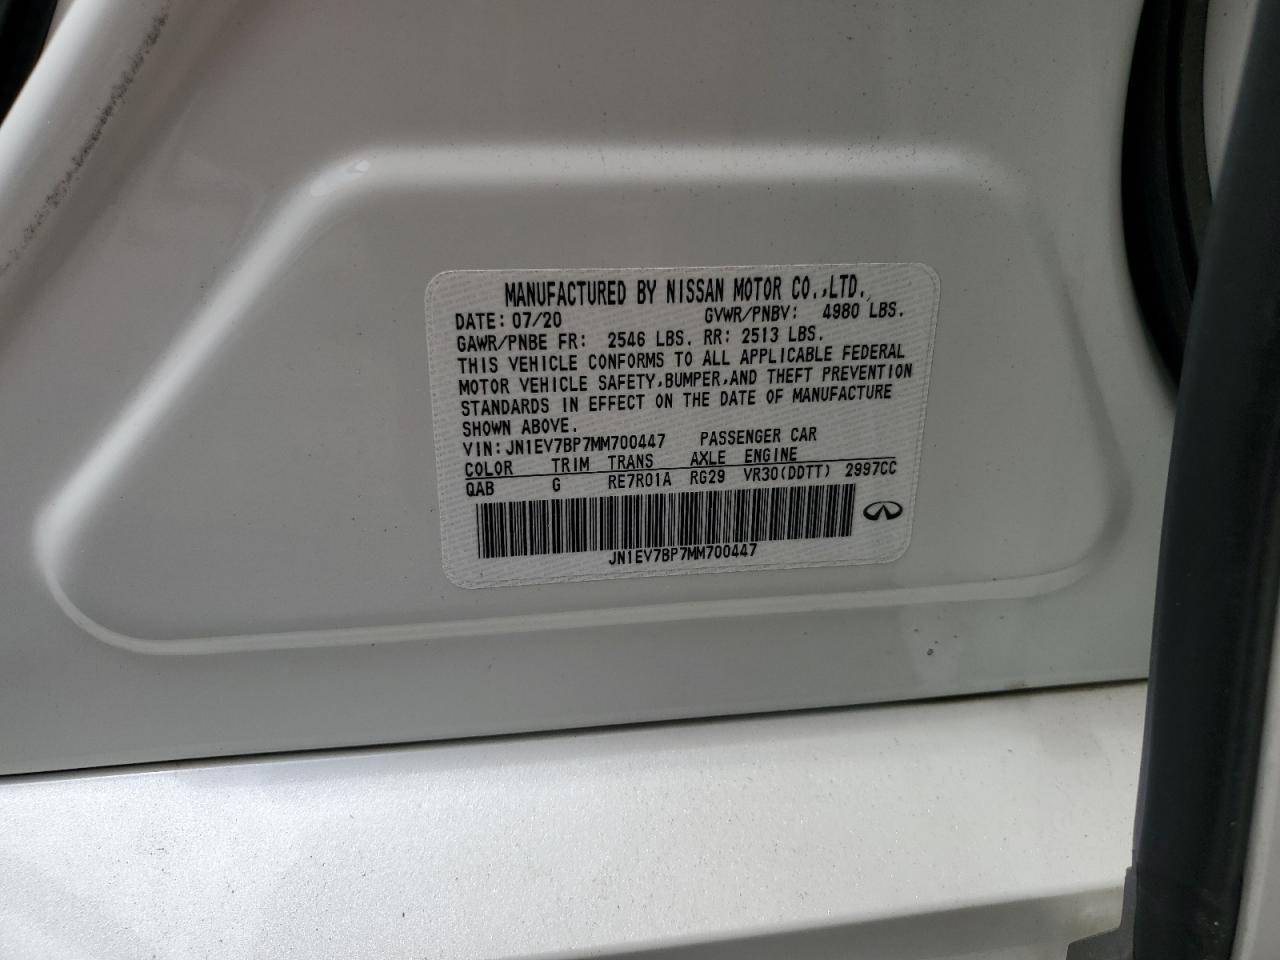 MANUFACTURED BY NISSAN MOTOR CO.,LTD.
DATE: 07/20 GVWR/PNBV: 4980 LBS.
GAWR/PNBE FR: 2546 LBS. RR: 2513 LBS.
THIS VEHICLE CONFORMS TO ALL APPLICABLE FEDERAL
MOTOR VEHICLE SAFETY,BUMPER,AND THEFT PREVENTION
STANDARDS IN EFFECT ON THE DATE OF MANUFACTURE
SHOWN ABOVE.
VIN:JN1EV7BP7MM700447 PASSENGER CAR
COLOR TRIM TRANS AXLE ENGINE
QAB G RE7R01A RG29 VR30(DDTT) 2997CC
JN1EV7BP7MM700447